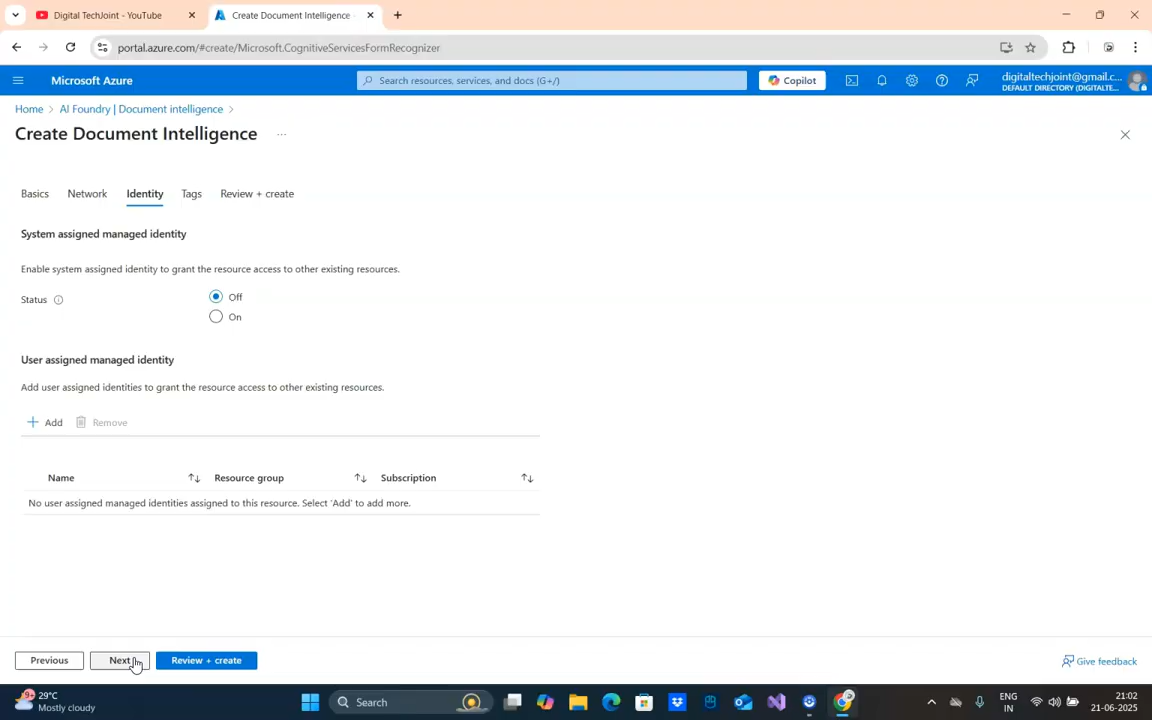 Digital TechJoint - YouTube
Create Document Intelligence
portal.azure.com/#create/Microsoft.CognitiveServicesFormRecognizer
Microsoft Azure
Search resources, services, and docs (G+/)
Copilot
digitaltechjoint@gmail.c...
DEFAULT DIRECTORY (DIGITALTE...
Home > AI Foundry | Document intelligence >
Create Document Intelligence ...
Basics Network Identity Tags Review + create
System assigned managed identity
Enable system assigned identity to grant the resource access to other existing resources.
Status
Off
On
User assigned managed identity
Add user assigned identities to grant the resource access to other existing resources.
+ Add Remove
Name Resource group Subscription
No user assigned managed identities assigned to this resource. Select 'Add' to add more.
Previous Next Review + create
Give feedback
9+
29°C
Mostly cloudy
Search
ENG
IN
21:02
21-06-2025